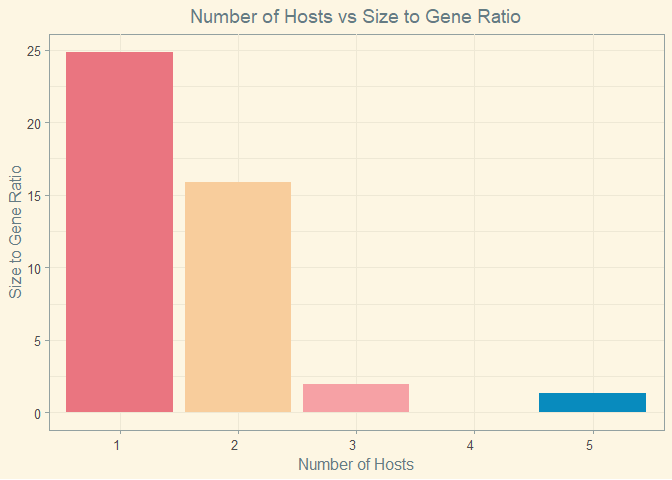 Number of Hosts vs Size to Gene Ratio
Size to Gene Ratio
25
20
15
10
5
0
1 2 3 4 5
Number of Hosts